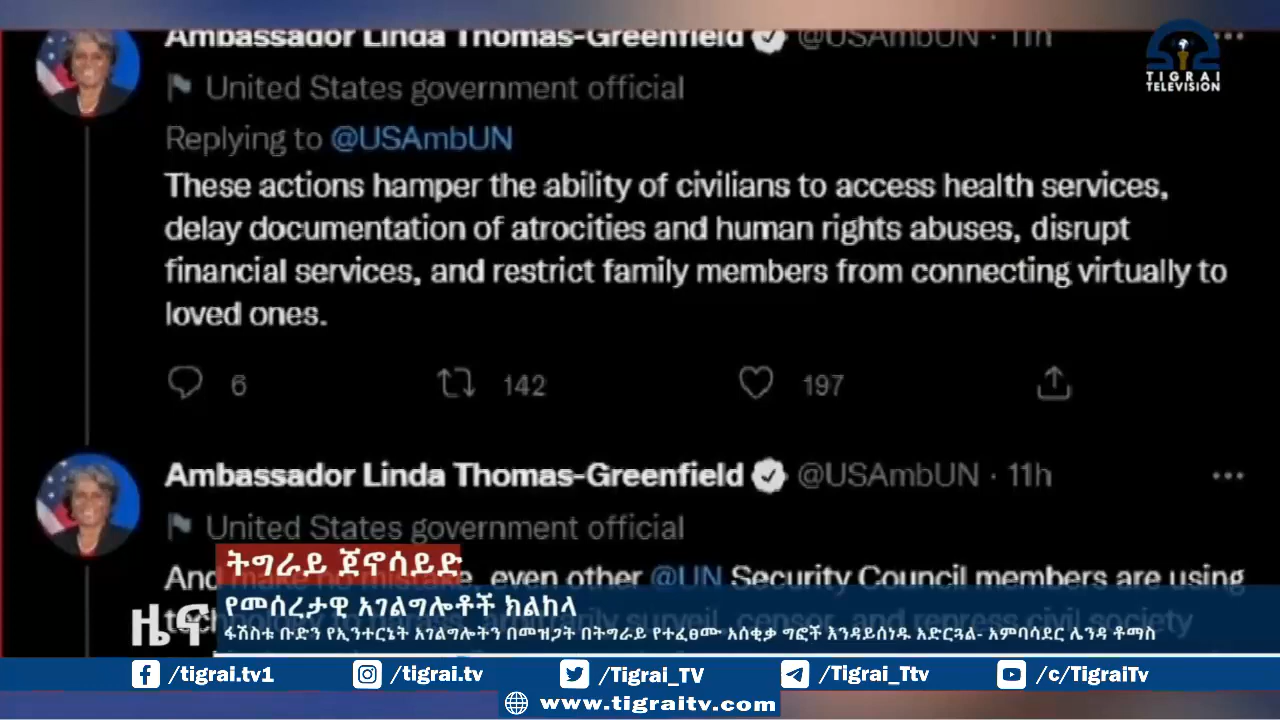 Ambassador Linda Thomas-Greenfield @USAmbUN · 11h
TIGRAI
TELEVISION
United States government official
Replying to @USAmbUN
These actions hamper the ability of civilians to access health services,
delay documentation of atrocities and human rights abuses, disrupt
financial services, and restrict family members from connecting virtually to
loved ones.
6 142 197
Ambassador Linda Thomas-Greenfield @USAmbUN · 11h
United States government official
ትግራይ ጀኖሳይድ
And make no mistake, even other @UN Security Council members are using
የመሰረታዊ አገልግሎቶች ክልከላ
surveil, censor, and repress civil society
ዜና
ፋሽስቱ ቡድን የኢንተርኔት አገልግሎትን በመዝጋት በትግራይ የተፈፀሙ አሰቂቃ ግፎች እንዳይሰነዱ አድርጓል- አምባሳደር ሌንዳ ቶማስ
/tigrai.tv1 /tigrai.tv /Tigrai_TV /Tigrai_Ttv /c/TigraiTv
www.tigraitv.com